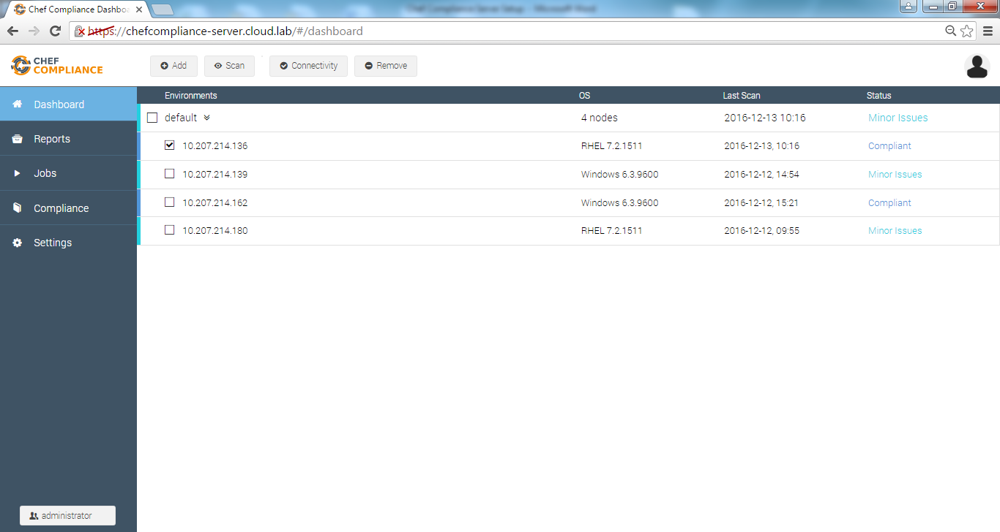 Chef Compliance Server Setup - Microsoft Word
Chef Compliance Dashbo
https://chefcompliance-server.cloud.lab/#/dashboard
CHEF
COMPLIANCE
Add Scan Connectivity Remove
Dashboard
Reports
Jobs
Compliance
Settings
administrator
Environments OS Last Scan Status
default 4 nodes 2016-12-13 10:16 Minor Issues
10.207.214.136 RHEL 7.2.1511 2016-12-13, 10:16 Compliant
10.207.214.139 Windows 6.3.9600 2016-12-12, 14:54 Minor Issues
10.207.214.162 Windows 6.3.9600 2016-12-12, 15:21 Compliant
10.207.214.180 RHEL 7.2.1511 2016-12-12, 09:55 Minor Issues